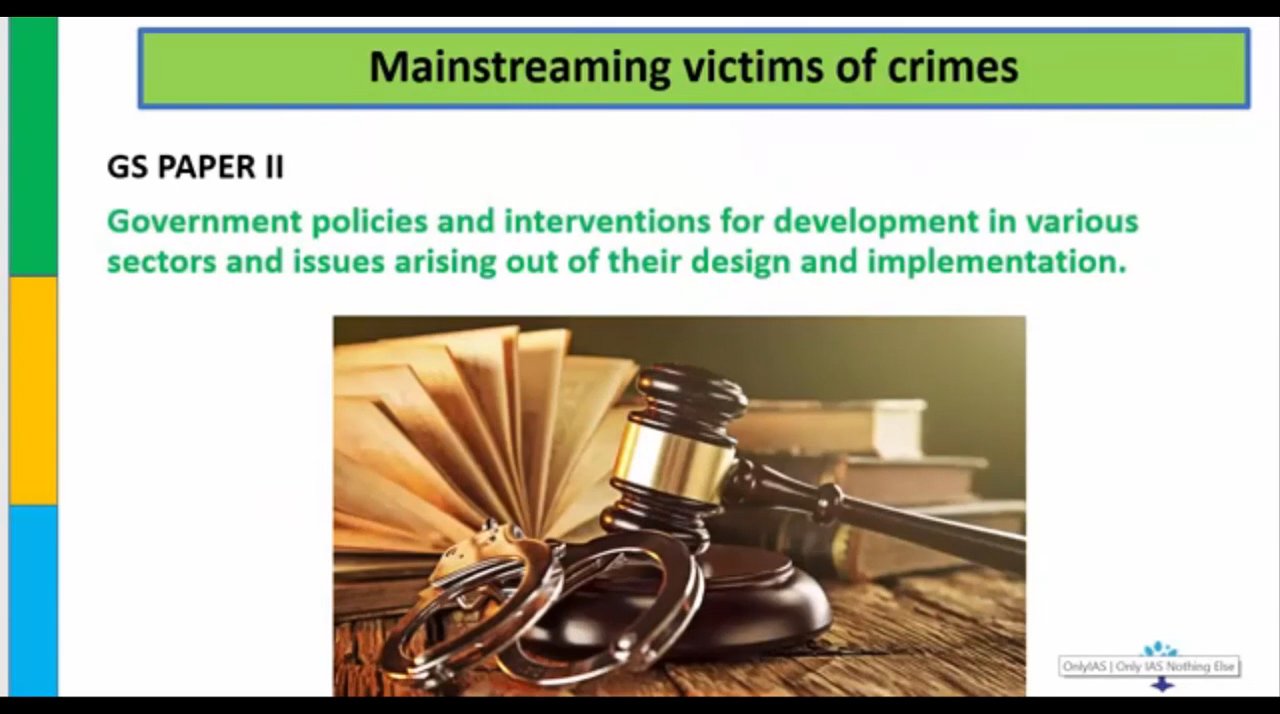 Mainstreaming victims of crimes
GS PAPER II
Government policies and interventions for development in various
sectors and issues arising out of their design and implementation.
OnlyIAS | Only IAS Nothing Else